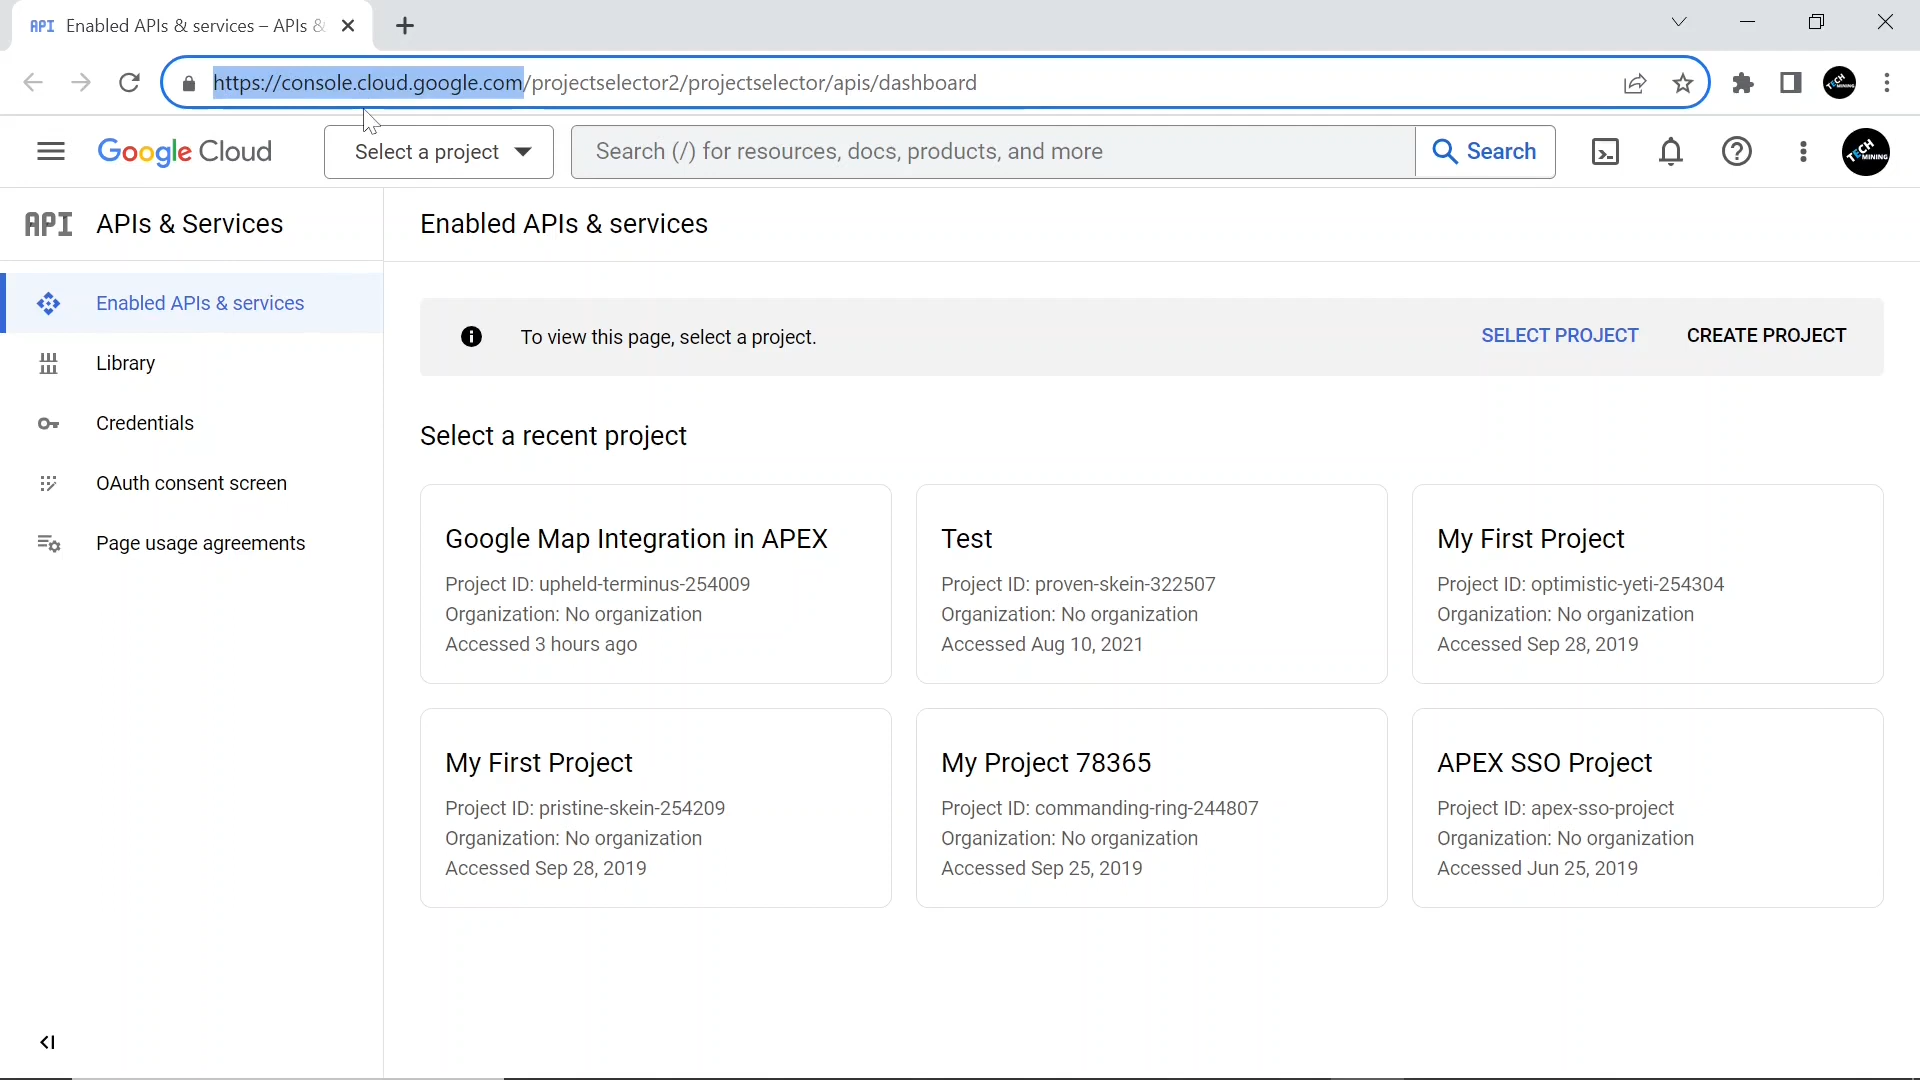 API Enabled APIs & services – APIs &
https://console.cloud.google.com/projectselector2/projectselector/apis/dashboard
TECH MINING
Google Cloud
Select a project
Search (/) for resources, docs, products, and more
Search
TECH MINING
API APIs & Services
Enabled APIs & services
Enabled APIs & services
Library
Credentials
OAuth consent screen
Page usage agreements
To view this page, select a project.
SELECT PROJECT
CREATE PROJECT
Select a recent project
Google Map Integration in APEX
Project ID: upheld-terminus-254009
Organization: No organization
Accessed 3 hours ago
Test
Project ID: proven-skein-322507
Organization: No organization
Accessed Aug 10, 2021
My First Project
Project ID: optimistic-yeti-254304
Organization: No organization
Accessed Sep 28, 2019
My First Project
Project ID: pristine-skein-254209
Organization: No organization
Accessed Sep 28, 2019
My Project 78365
Project ID: commanding-ring-244807
Organization: No organization
Accessed Sep 25, 2019
APEX SSO Project
Project ID: apex-sso-project
Organization: No organization
Accessed Jun 25, 2019